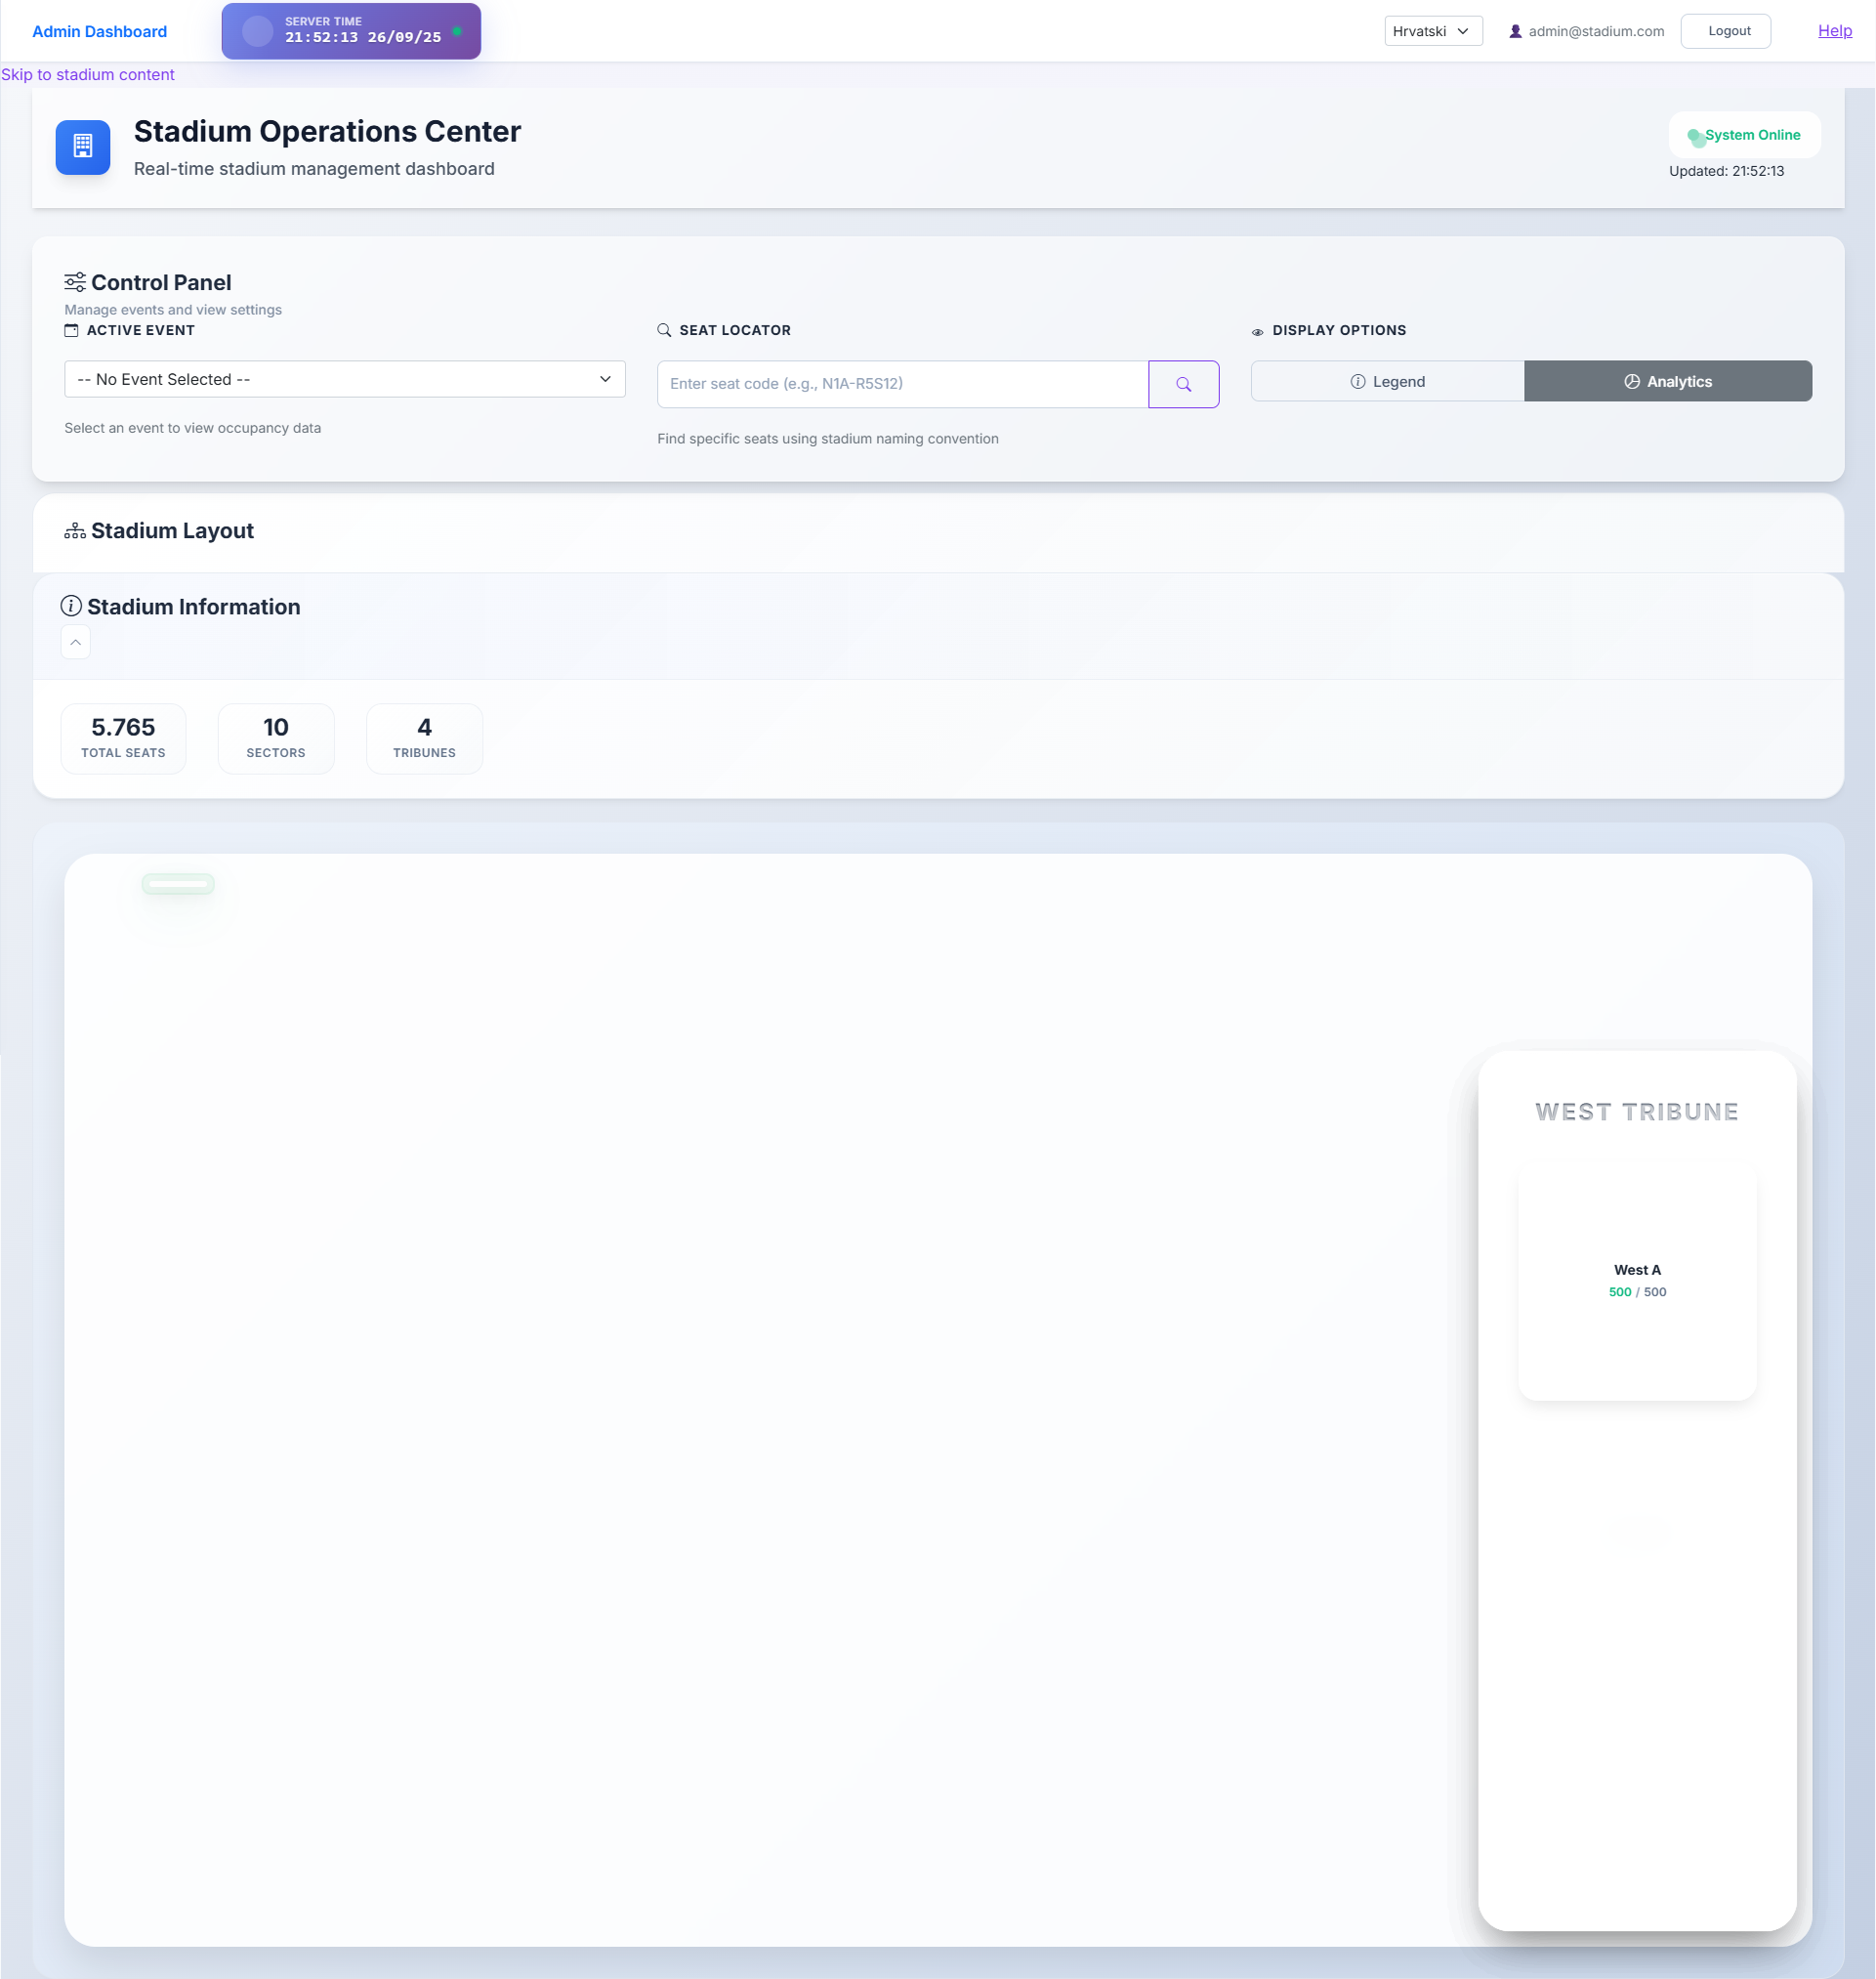 Admin Dashboard
SERVER TIME
21:52:13 26/09/25
Hrvatski
admin@stadium.com
Logout
Help
Skip to stadium content
Stadium Operations Center
Real-time stadium management dashboard
System Online
Updated: 21:52:13
Control Panel
Manage events and view settings
ACTIVE EVENT
-- No Event Selected --
Select an event to view occupancy data
SEAT LOCATOR
Enter seat code (e.g., N1A-R5S12)
Find specific seats using stadium naming convention
DISPLAY OPTIONS
Legend
Analytics
Stadium Layout
Stadium Information
5.765
TOTAL SEATS
10
SECTORS
4
TRIBUNES
WEST TRIBUNE
West A
500 / 500